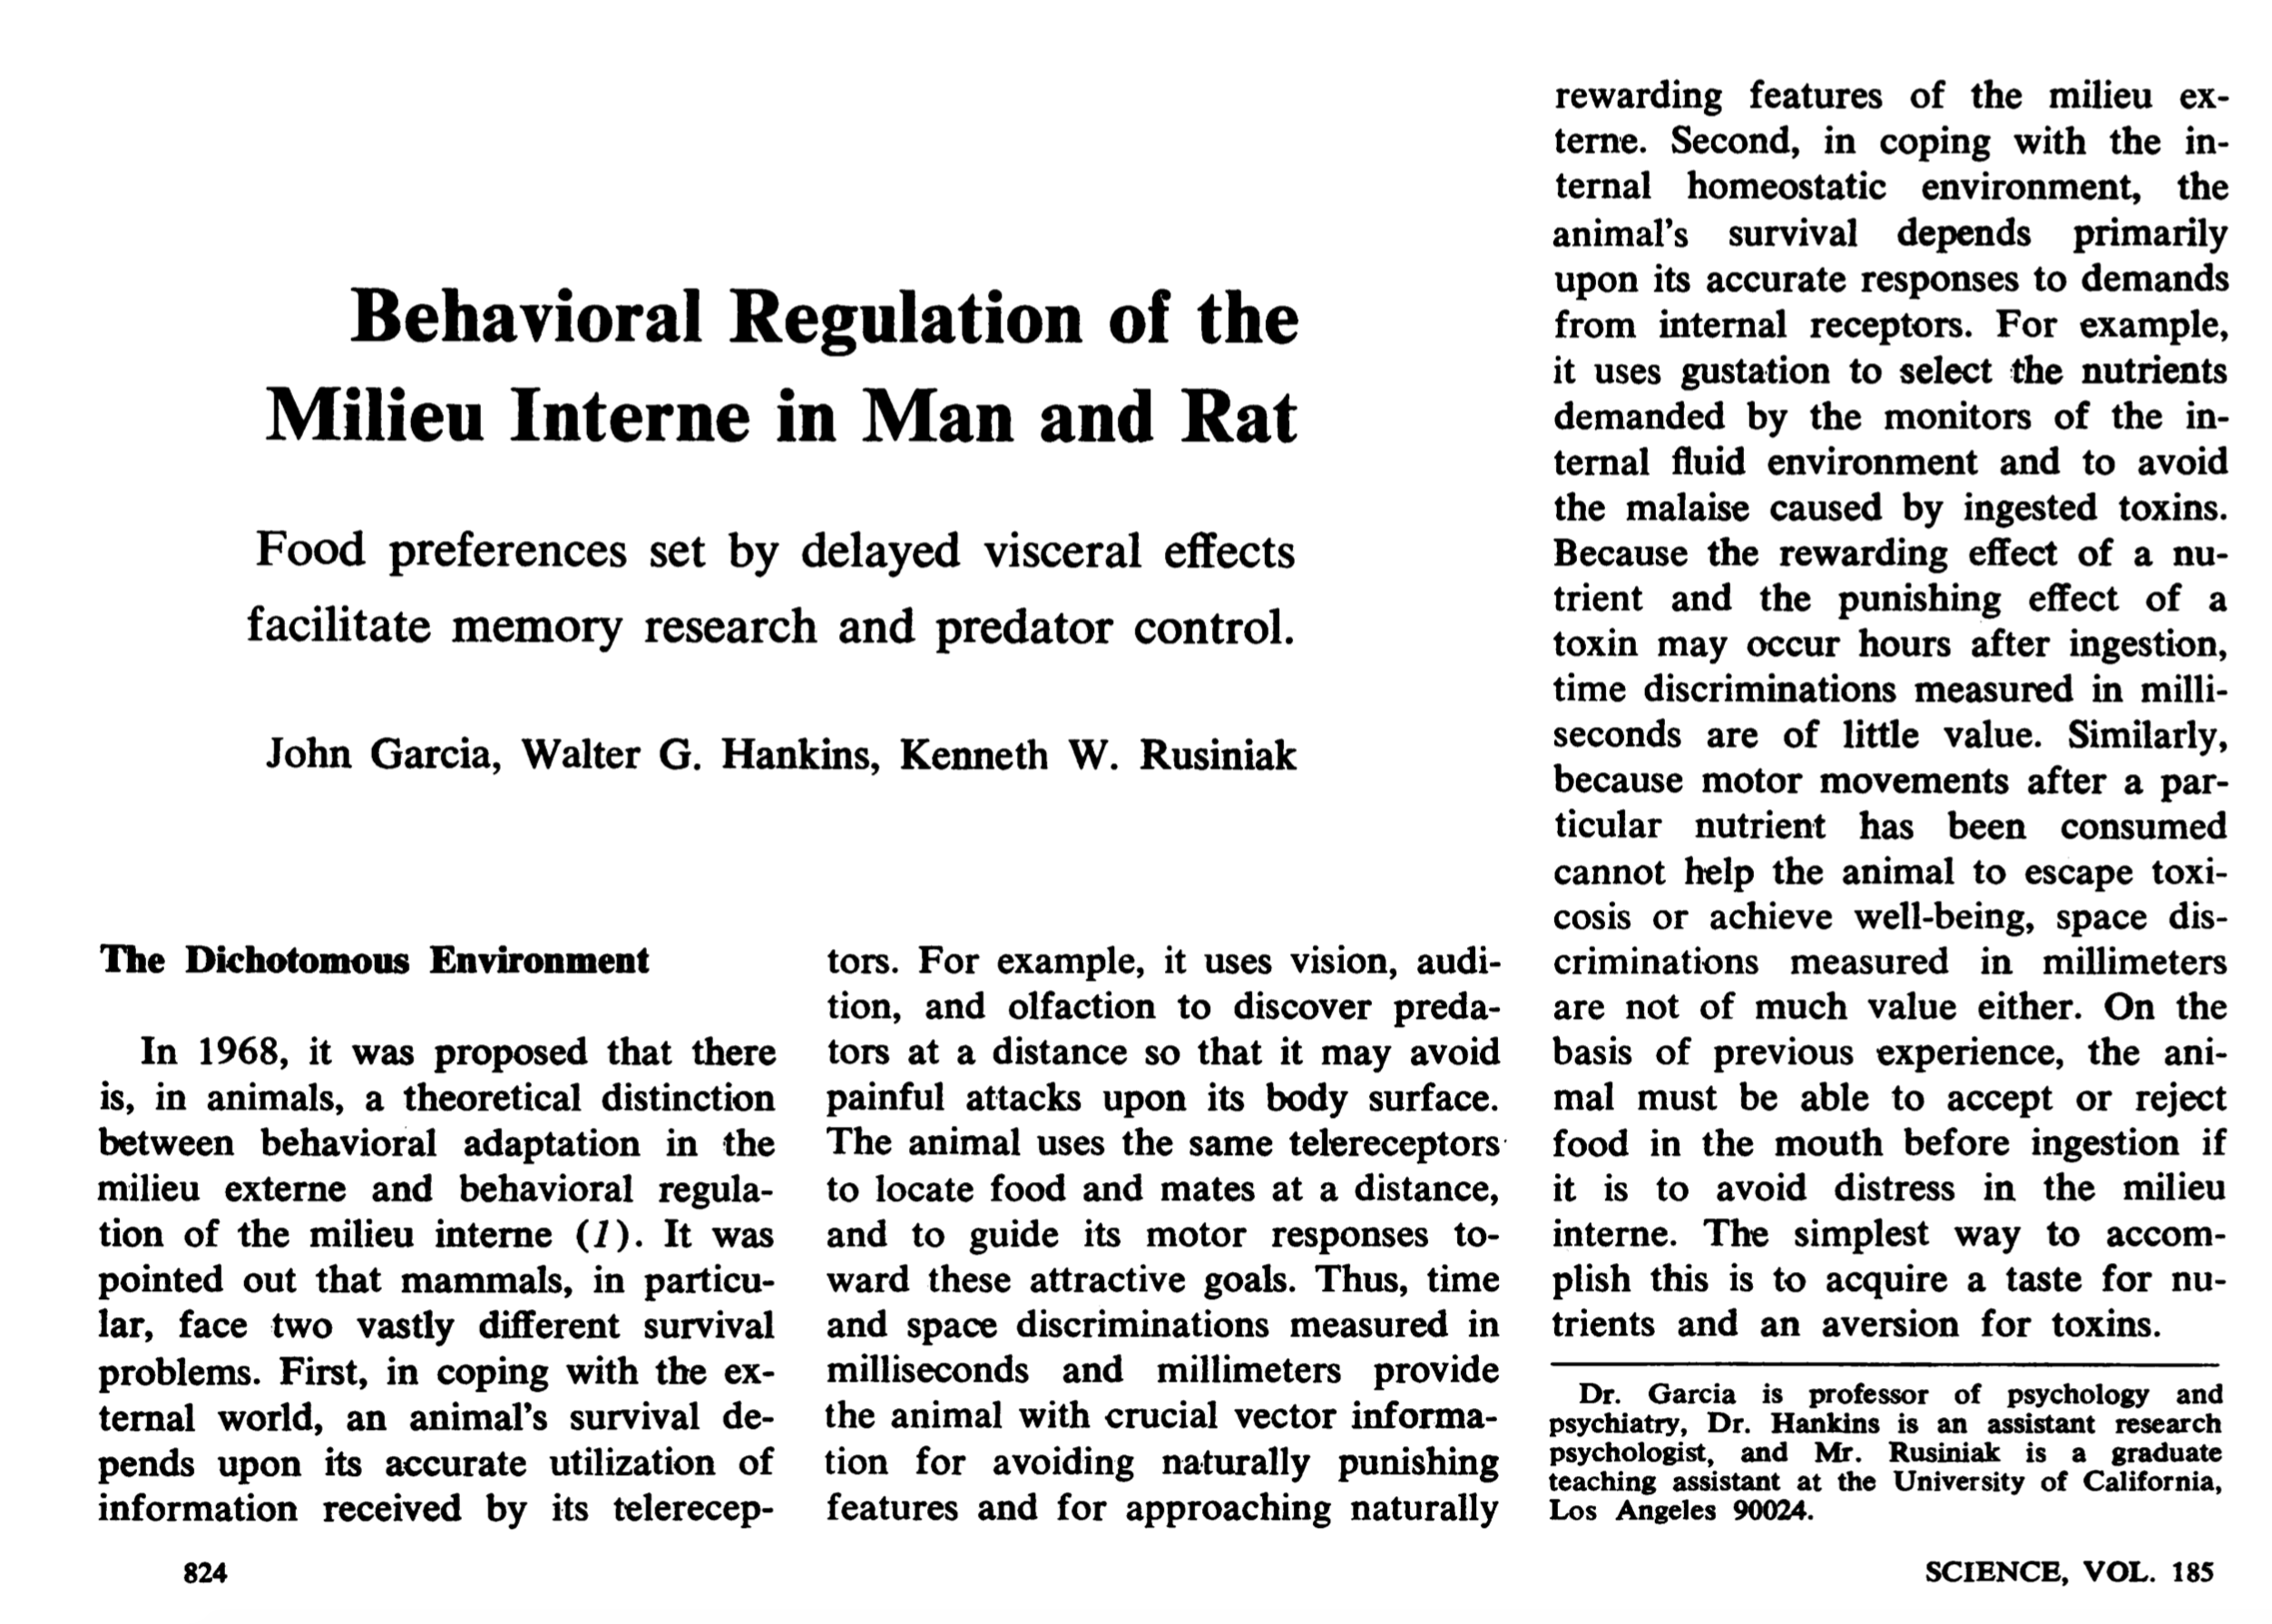 Behavioral Regulation of the
Milieu Interne in Man and Rat
Food preferences set by delayed visceral effects
facilitate memory research and predator control.
John Garcia, Walter G. Hankins, Kenneth W. Rusiniak
The Dichotomous Environment
In 1968, it was proposed that there
is, in animals, a theoretical distinction
between behavioral adaptation in the
milieu externe and behavioral regula-
tion of the milieu interne (1). It was
pointed out that mammals, in particu-
lar, face two vastly different survival
problems. First, in coping with the ex-
ternal world, an animal's survival de-
pends upon its accurate utilization of
information received by its telerecep-
tors. For example, it uses vision, audi-
tion, and olfaction to discover preda-
tors at a distance so that it may avoid
painful attacks upon its body surface.
The animal uses the same telereceptors
to locate food and mates at a distance,
and to guide its motor responses to-
ward these attractive goals. Thus, time
and space discriminations measured in
milliseconds and millimeters provide
the animal with crucial vector informa-
tion for avoiding naturally punishing
features and for approaching naturally
rewarding features of the milieu ex-
terne. Second, in coping with the in-
ternal homeostatic environment, the
animal's survival depends primarily
upon its accurate responses to demands
from internal receptors. For example,
it uses gustation to select the nutrients
demanded by the monitors of the in-
ternal fluid environment and to avoid
the malaise caused by ingested toxins.
Because the rewarding effect of a nu-
trient and the punishing effect of a
toxin may occur hours after ingestion,
time discriminations measured in milli-
seconds are of little value. Similarly,
because motor movements after a par-
ticular nutrient has been consumed
cannot help the animal to escape toxi-
cosis or achieve well-being, space dis-
criminations measured in millimeters
are not of much value either. On the
basis of previous experience, the ani-
mal must be able to accept or reject
food in the mouth before ingestion if
it is to avoid distress in the milieu
interne. The simplest way to accom-
plish this is to acquire a taste for nu-
trients and an aversion for toxins.
Dr. Garcia is professor of psychology and
psychiatry, Dr. Hankins is an assistant research
psychologist, and Mr. Rusiniak is a graduate
teaching assistant at the University of California,
Los Angeles 90024.
824
SCIENCE, VOL. 185